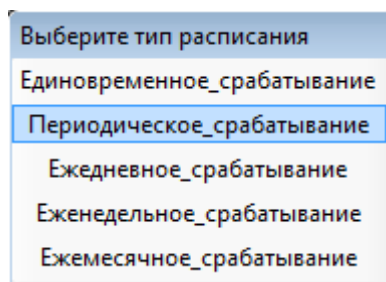 Выберите тип расписания
Единовременное_срабатывание
Периодическое_срабатывание
Ежедневное_срабатывание
Еженедельное_срабатывание
Ежемесячное_срабатывание